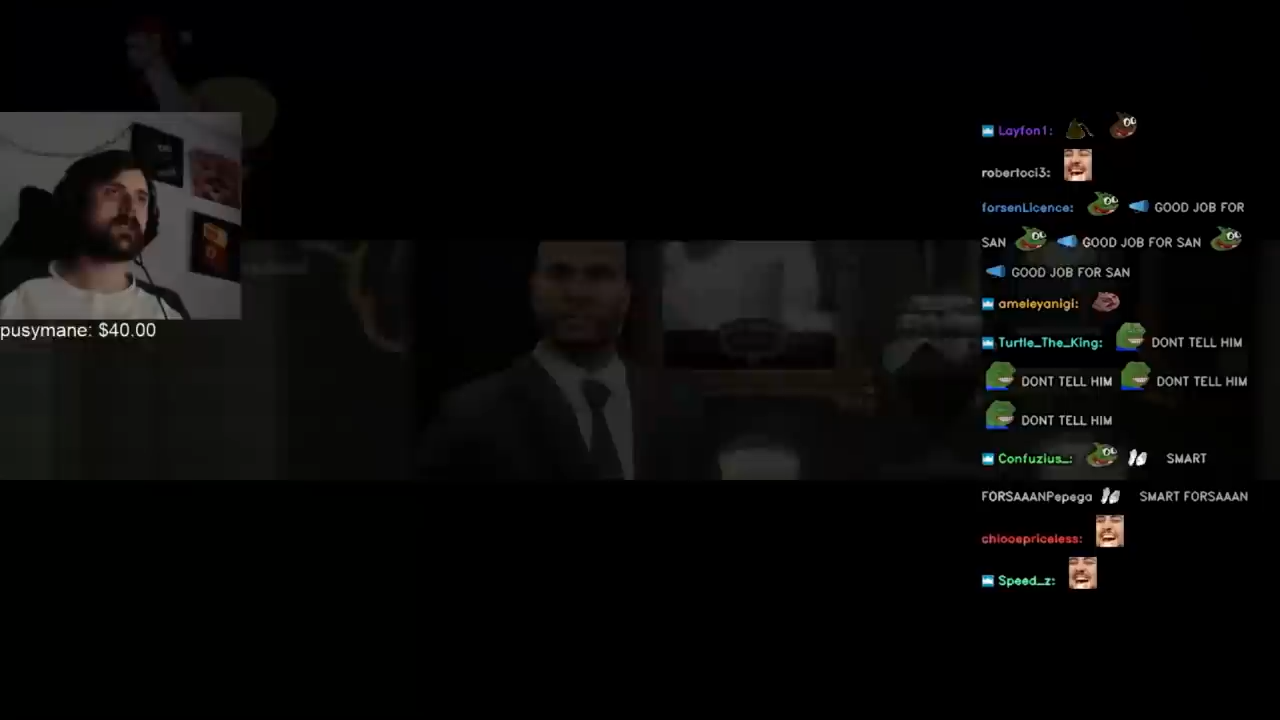 Layfon1:
robertoci3:
forsenLicence: GOOD JOB FOR
SAN GOOD JOB FOR SAN
GOOD JOB FOR SAN
ameleyanigi:
pusymane: $40.00
Turtle_The_King: DONT TELL HIM
DONT TELL HIM DONT TELL HIM
DONT TELL HIM
Confuzius_: SMART
FORSAAANPepega SMART FORSAAAN
chiooepriceless:
Speed_z: